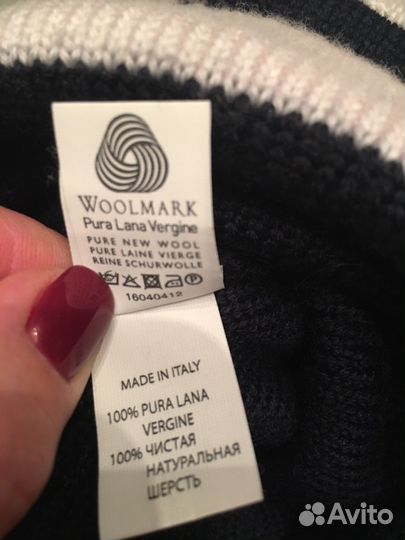 WOOLMARK
Pura Lana Vergine
PURE NEW WOOL
PURE LAINE VIERGE
REINE SCHURWOLLE
16040412
MADE IN ITALY
100% PURA LANA
VERGINE
100% ЧИСТАЯ
НАТУРАЛЬНАЯ
ШЕРСТЬ
Avito